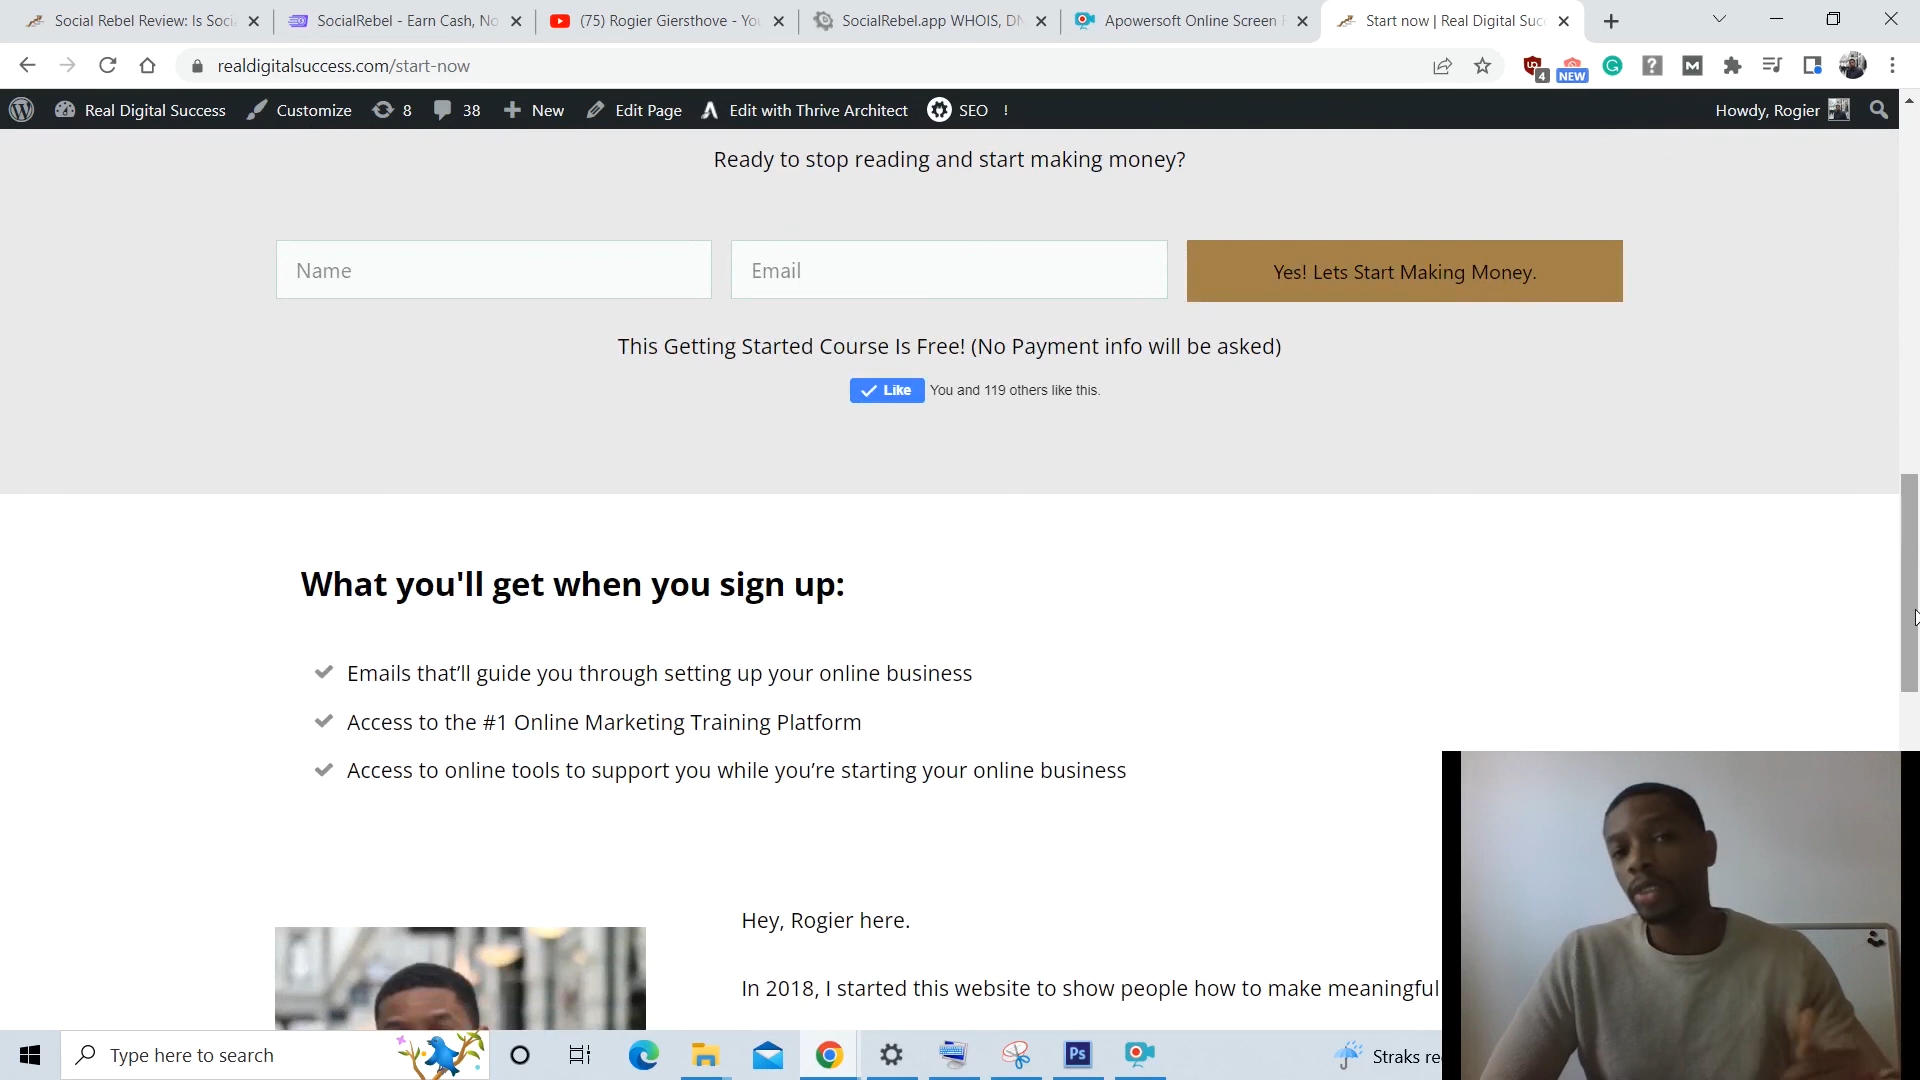 Social Rebel Review: Is Soci
SocialRebel - Earn Cash, No
(75) Rogier Giersthove - You
SocialRebel.app WHOIS, DN
Apowersoft Online Screen
Start now | Real Digital Suc
realdigitalsuccess.com/start-now
4
NEW
Real Digital Success
Customize
8
38
New
Edit Page
Edit with Thrive Architect
SEO
!
Howdy, Rogier
Ready to stop reading and start making money?
Name
Email
Yes! Lets Start Making Money.
This Getting Started Course Is Free! (No Payment info will be asked)
Like
You and 119 others like this.
What you'll get when you sign up:
Emails that’ll guide you through setting up your online business
Access to the #1 Online Marketing Training Platform
Access to online tools to support you while you’re starting your online business
Hey, Rogier here.
In 2018, I started this website to show people how to make meaningful
Type here to search
Ps
Straks